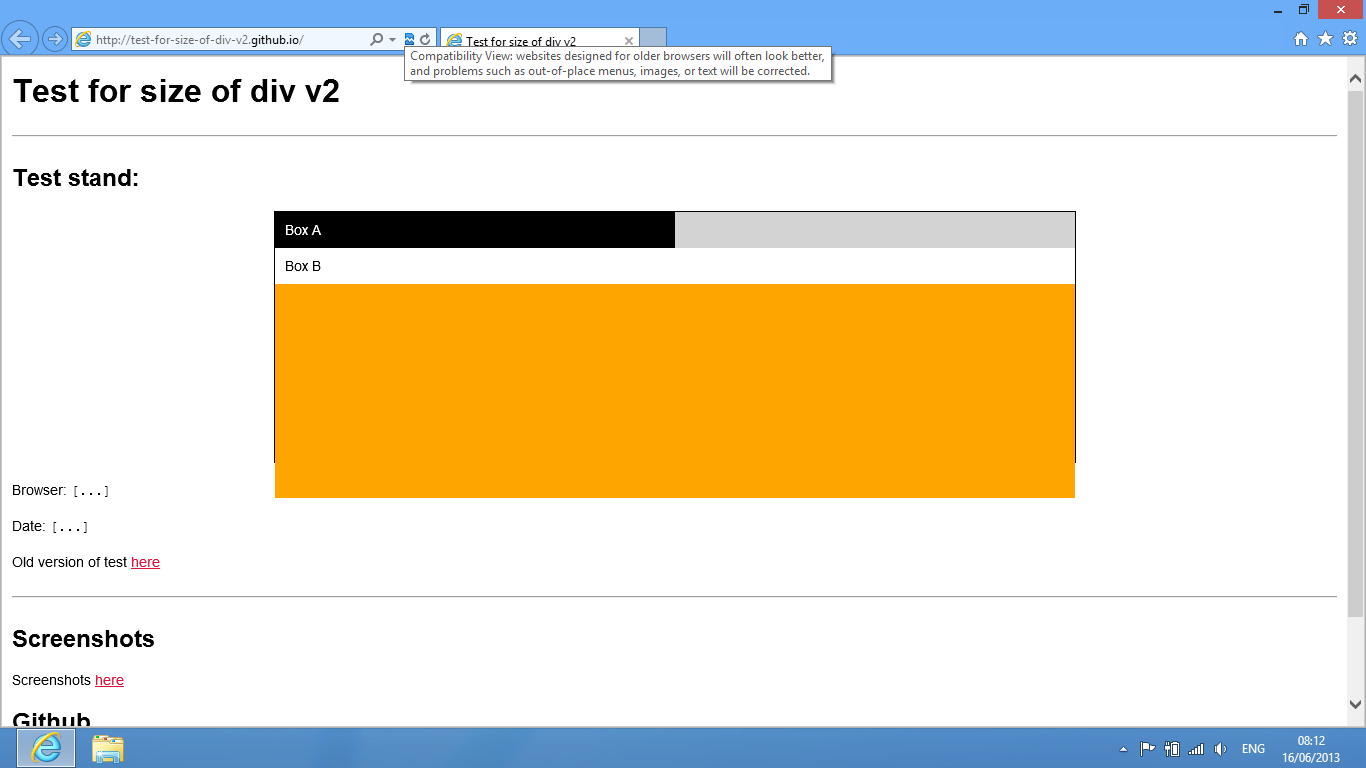 http://test-for-size-of-div-v2.github.io/
Test for size of div v2
Compatibility View: websites designed for older browsers will often look better,
and problems such as out-of-place menus, images, or text will be corrected.
Test for size of div v2
Test stand:
Box A
Box B
Browser: [...]
Date: [...]
Old version of test here
Screenshots
Screenshots here
Github
ENG
08:12
16/06/2013